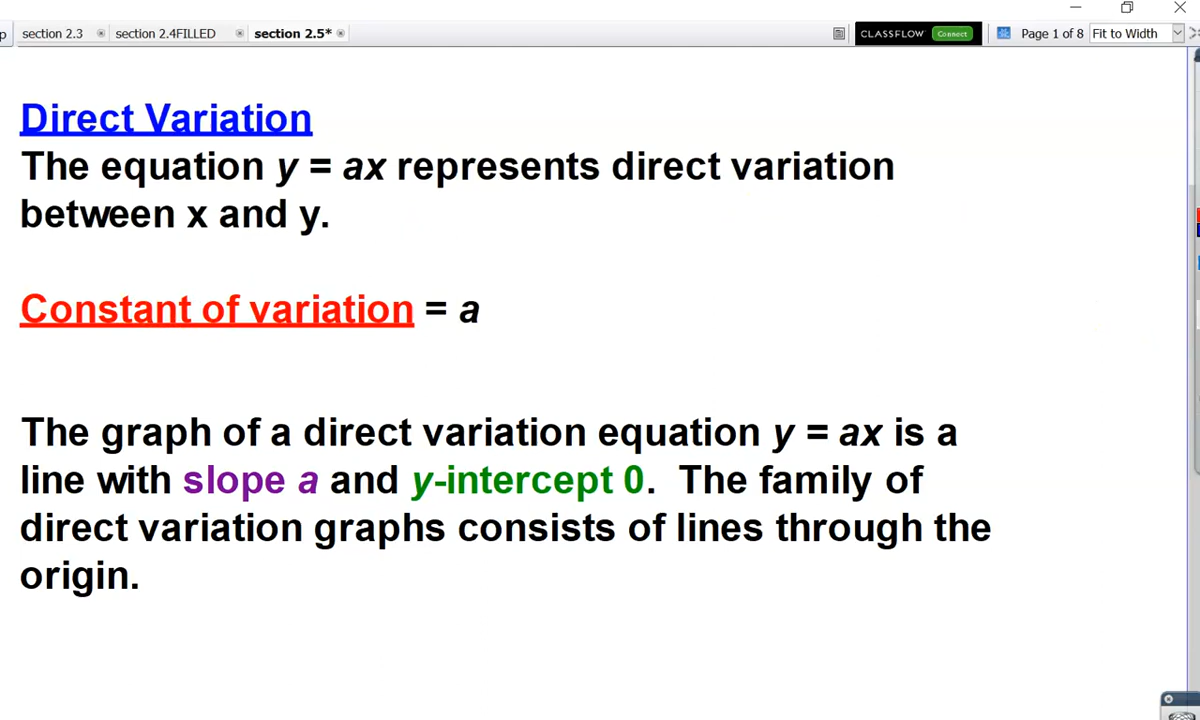 p section 2.3 section 2.4FILLED section 2.5* CLASSFLOW Connect Page 1 of 8 Fit to Width
Direct Variation
The equation y = ax represents direct variation
between x and y.
Constant of variation = a
The graph of a direct variation equation y = ax is a
line with slope a and y-intercept 0. The family of
direct variation graphs consists of lines through the
origin.